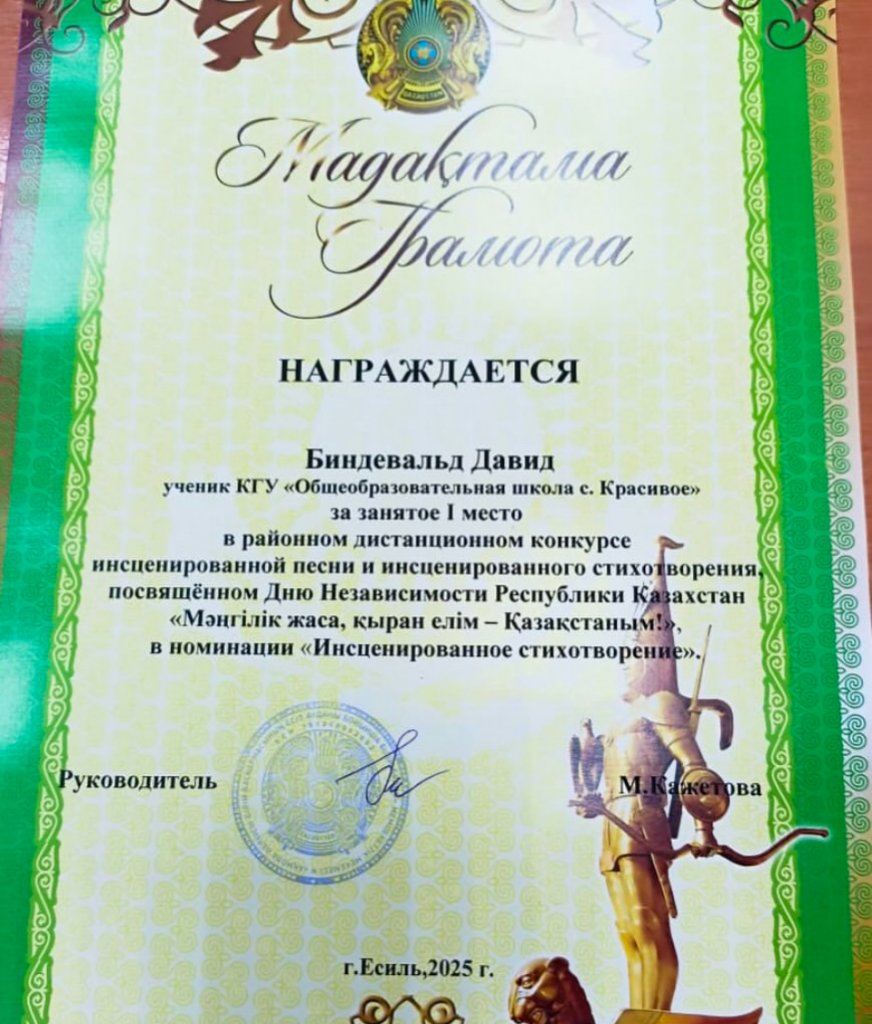 Мадақтама
Грамота
НАГРАЖДАЕТСЯ
Биндевальд Давид
ученик КГУ «Общеобразовательная школа с. Красивое»
за занятое I место
в районном дистанционном конкурсе
инсценированной песни и инсценированного стихотворения,
посвящённом Дню Независимости Республики Казахстан
«Мәңгілік жаса, қыран елім – Қазақстаным!»,
в номинации «Инсценированное стихотворение».
Руководитель
М.Кажетова
г.Есиль,2025 г.